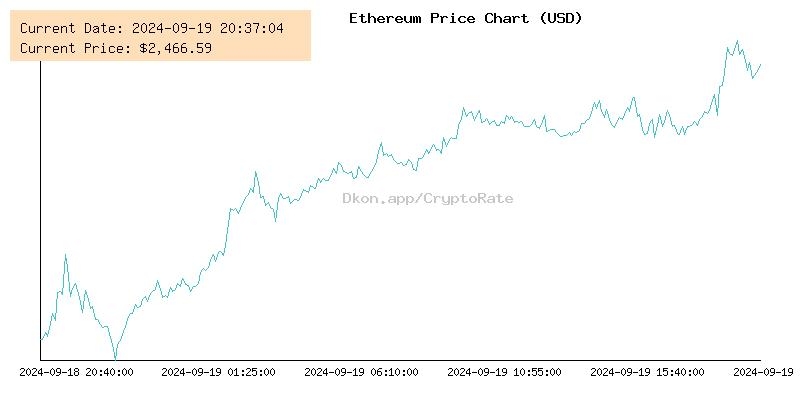 Ethereum Price Chart (USD)
Current Date: 2024-09-19 20:37:04
Current Price: $2,466.59
Dkon.app/CryptoRate
2024-09-18 20:40:00 2024-09-19 01:25:00 2024-09-19 06:10:00 2024-09-19 10:55:00 2024-09-19 15:40:00 2024-09-19